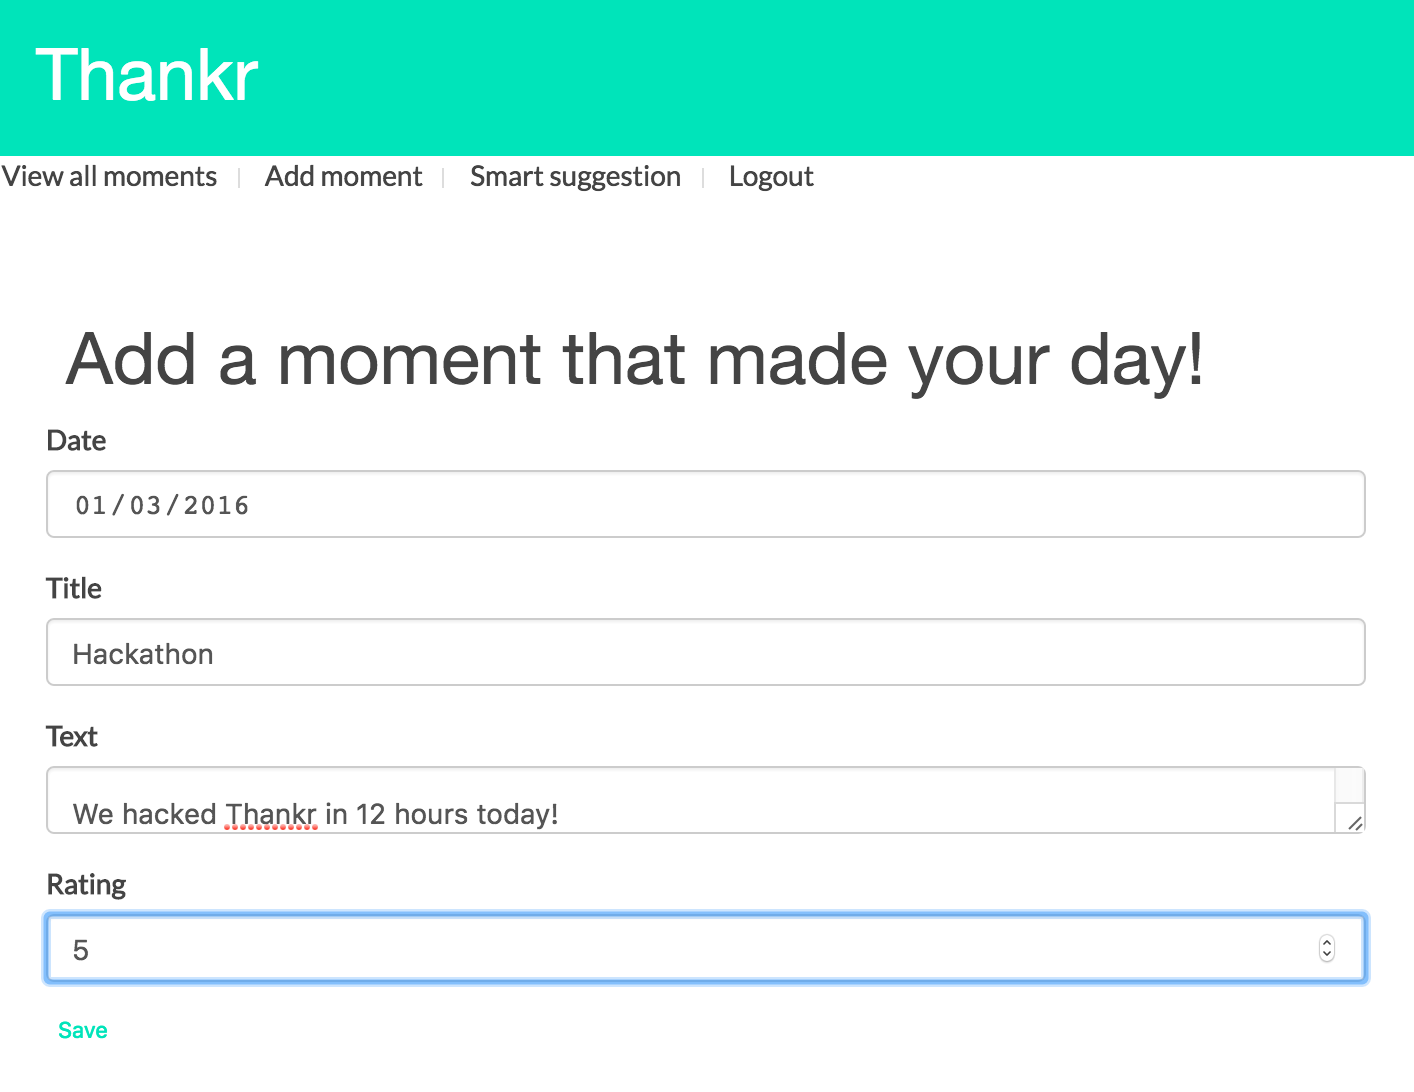 Thankr
View all moments Add moment Smart suggestion Logout
Add a moment that made your day!
Date
01/03/2016
Title
Hackathon
Text
We hacked Thankr in 12 hours today!
Rating
5
Save